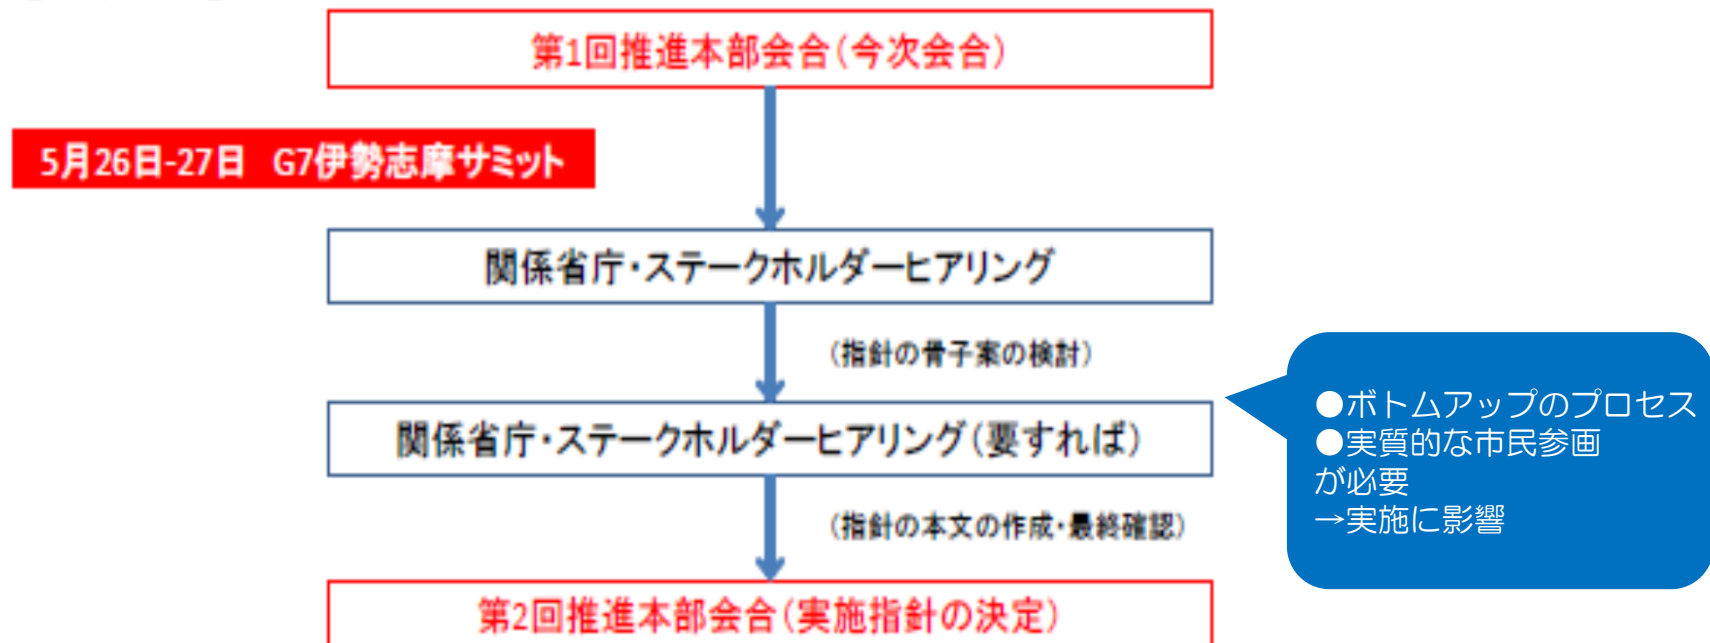 第1回推進本部会合(今次会合)
5月26日-27日 G7伊勢志摩サミット
関係省庁・ステークホルダーヒアリング
(指針の骨子案の検討)
関係省庁・ステークホルダーヒアリング(要すれば)
(指針の本文の作成・最終確認)
第2回推進本部会合(実施指針の決定)
●ボトムアップのプロセス
●実質的な市民参画
が必要
→実施に影響